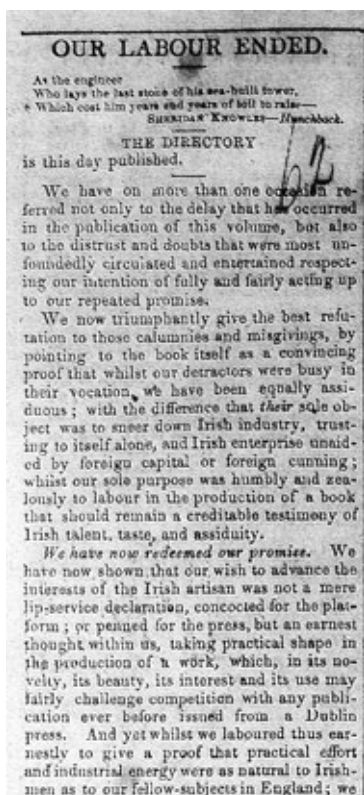 OUR LABOUR ENDED.
As the engineer
Who lays the last stone of his sea-built tower,
Which cost him years and years of toil to raise—
SHERIDAN KNOWLES—Hunchback.
THE DIRECTORY
is this day published.
62
We have on more than one occasion re-
ferred not only to the delay that has occurred
in the publication of this volume, but also
to the distrust and doubts that were most un-
foundedly circulated and entertained respect-
ing our intention of fully and fairly acting up
to our repeated promise.
We now triumphantly give the best refu-
tation to those calumnies and misgivings, by
pointing to the book itself as a convincing
proof that whilst our detractors were busy in
their vocation, we have been equally assi-
duous; with the difference that their sole ob-
ject was to sneer down Irish industry, trust-
ing to itself alone, and Irish enterprise unaid-
ed by foreign capital or foreign cunning;
whilst our sole purpose was humbly and zea-
lously to labour in the production of a book
that should remain a creditable testimony of
Irish talent, taste, and assiduity.
We have now redeemed our promise. We
have now shown that our wish to advance the
interests of the Irish artisan was not a mere
lip-service declaration, concocted for the plat-
form; or penned for the press, but an earnest
thought within us, taking practical shape in
the production of a work, which, in its no-
velty, its beauty, its interest and its use may
fairly challenge competition with any publi-
cation ever before issued from a Dublin
press. And yet whilst we laboured thus ear-
nestly to give a proof that practical effort
and industrial energy were as natural to Irish-
men as to our fellow-subjects in England; we